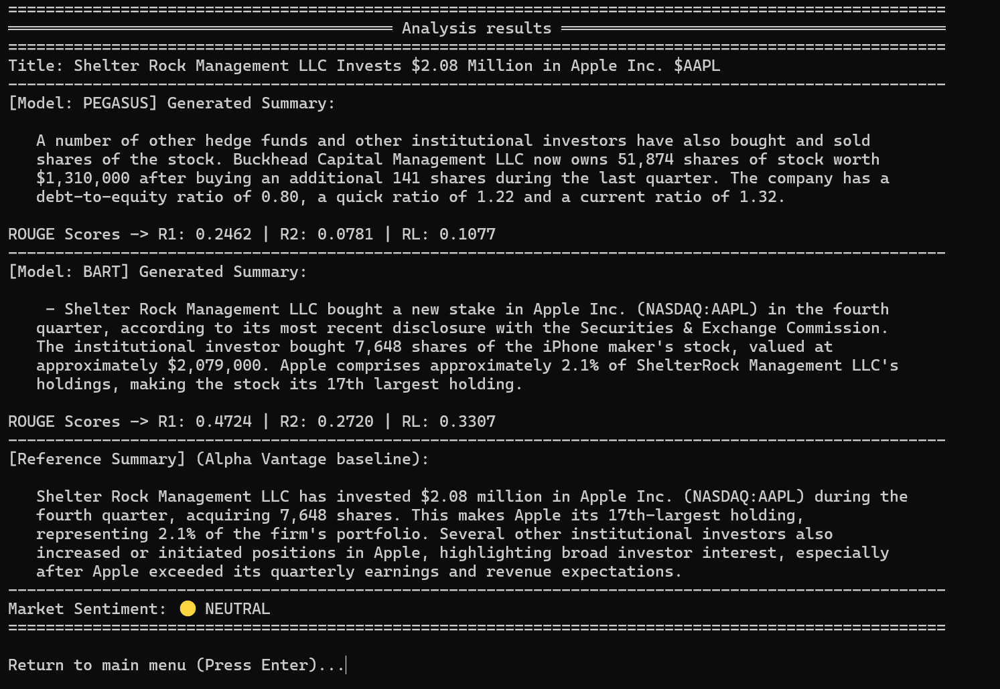 ====================================================================================================
═════════════════════════════════════════ Analysis results ═════════════════════════════════════════
====================================================================================================
Title: Shelter Rock Management LLC Invests $2.08 Million in Apple Inc. $AAPL
----------------------------------------------------------------------------------------------------
[Model: PEGASUS] Generated Summary:
A number of other hedge funds and other institutional investors have also bought and sold
shares of the stock. Buckhead Capital Management LLC now owns 51,874 shares of stock worth
$1,310,000 after buying an additional 141 shares during the last quarter. The company has a
debt-to-equity ratio of 0.80, a quick ratio of 1.22 and a current ratio of 1.32.
ROUGE Scores -> R1: 0.2462 | R2: 0.0781 | RL: 0.1077
----------------------------------------------------------------------------------------------------
[Model: BART] Generated Summary:
- Shelter Rock Management LLC bought a new stake in Apple Inc. (NASDAQ:AAPL) in the fourth
quarter, according to its most recent disclosure with the Securities & Exchange Commission.
The institutional investor bought 7,648 shares of the iPhone maker's stock, valued at
approximately $2,079,000. Apple comprises approximately 2.1% of ShelterRock Management LLC's
holdings, making the stock its 17th largest holding.
ROUGE Scores -> R1: 0.4724 | R2: 0.2720 | RL: 0.3307
----------------------------------------------------------------------------------------------------
[Reference Summary] (Alpha Vantage baseline):
Shelter Rock Management LLC has invested $2.08 million in Apple Inc. (NASDAQ:AAPL) during the
fourth quarter, acquiring 7,648 shares. This makes Apple its 17th-largest holding,
representing 2.1% of the firm's portfolio. Several other institutional investors also
increased or initiated positions in Apple, highlighting broad investor interest, especially
after Apple exceeded its quarterly earnings and revenue expectations.
----------------------------------------------------------------------------------------------------
Market Sentiment: 🟡 NEUTRAL
====================================================================================================
Return to main menu (Press Enter)...